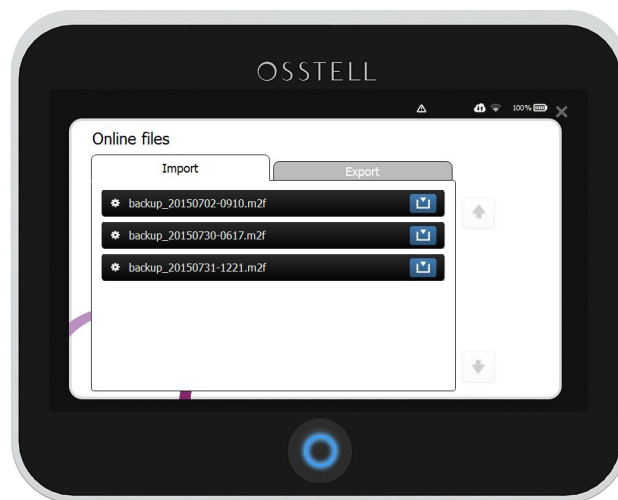 OSSTELL
100%
Online files
Import
Export
backup_20150702-0910.m2f
backup_20150730-0617.m2f
backup_20150731-1221.m2f